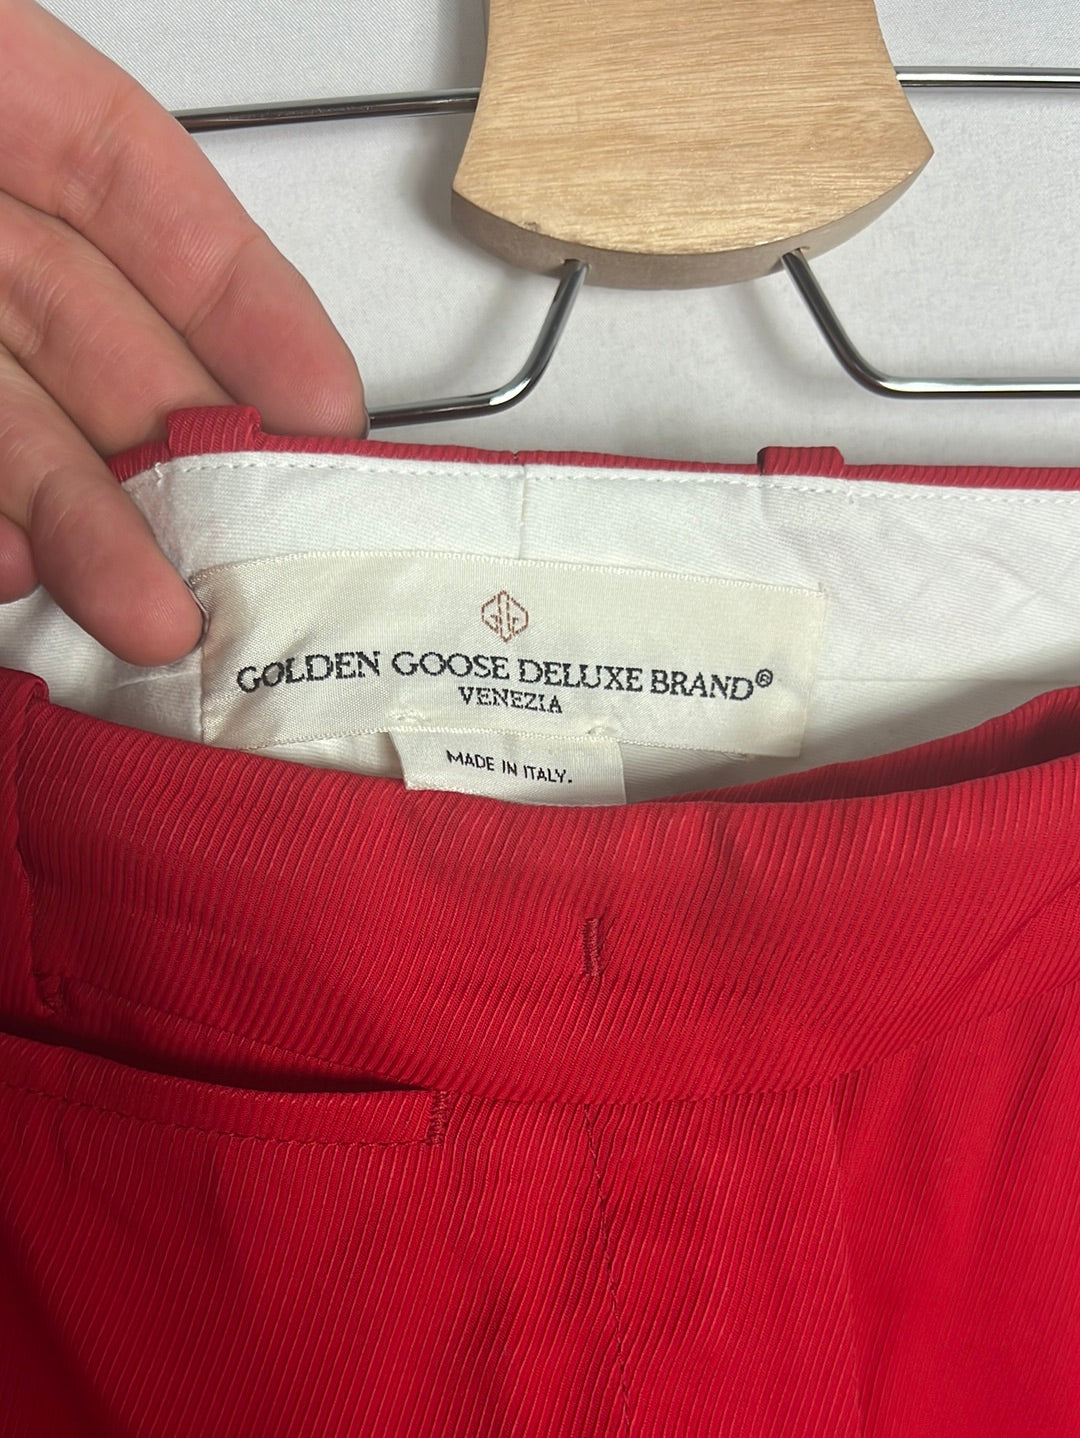 GOLDEN GOOSE DELUXE BRAND®
VENEZIA
MADE IN ITALY.